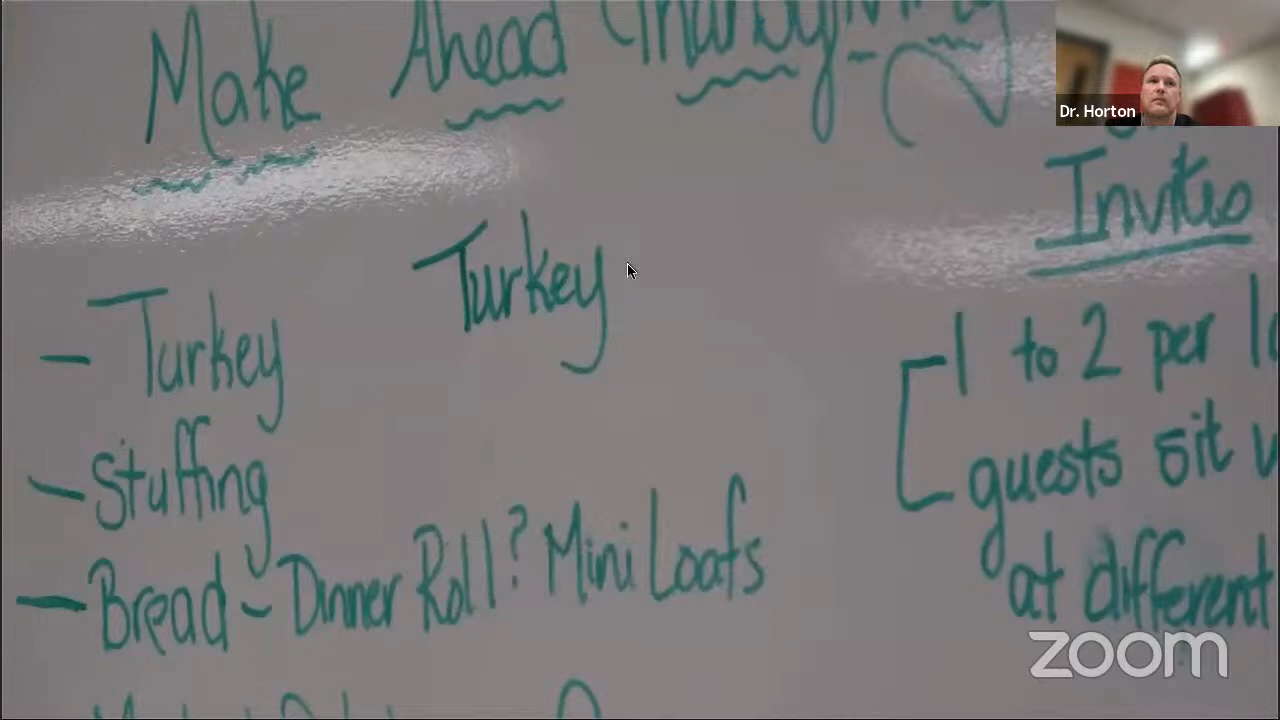 Make Ahead Thanksgiving
Dr. Horton
Invites
Turkey
- Turkey
1 to 2 per
guests sit
- Stuffing
at different
- Bread - Dinner Roll? Mini Loafs
zoom